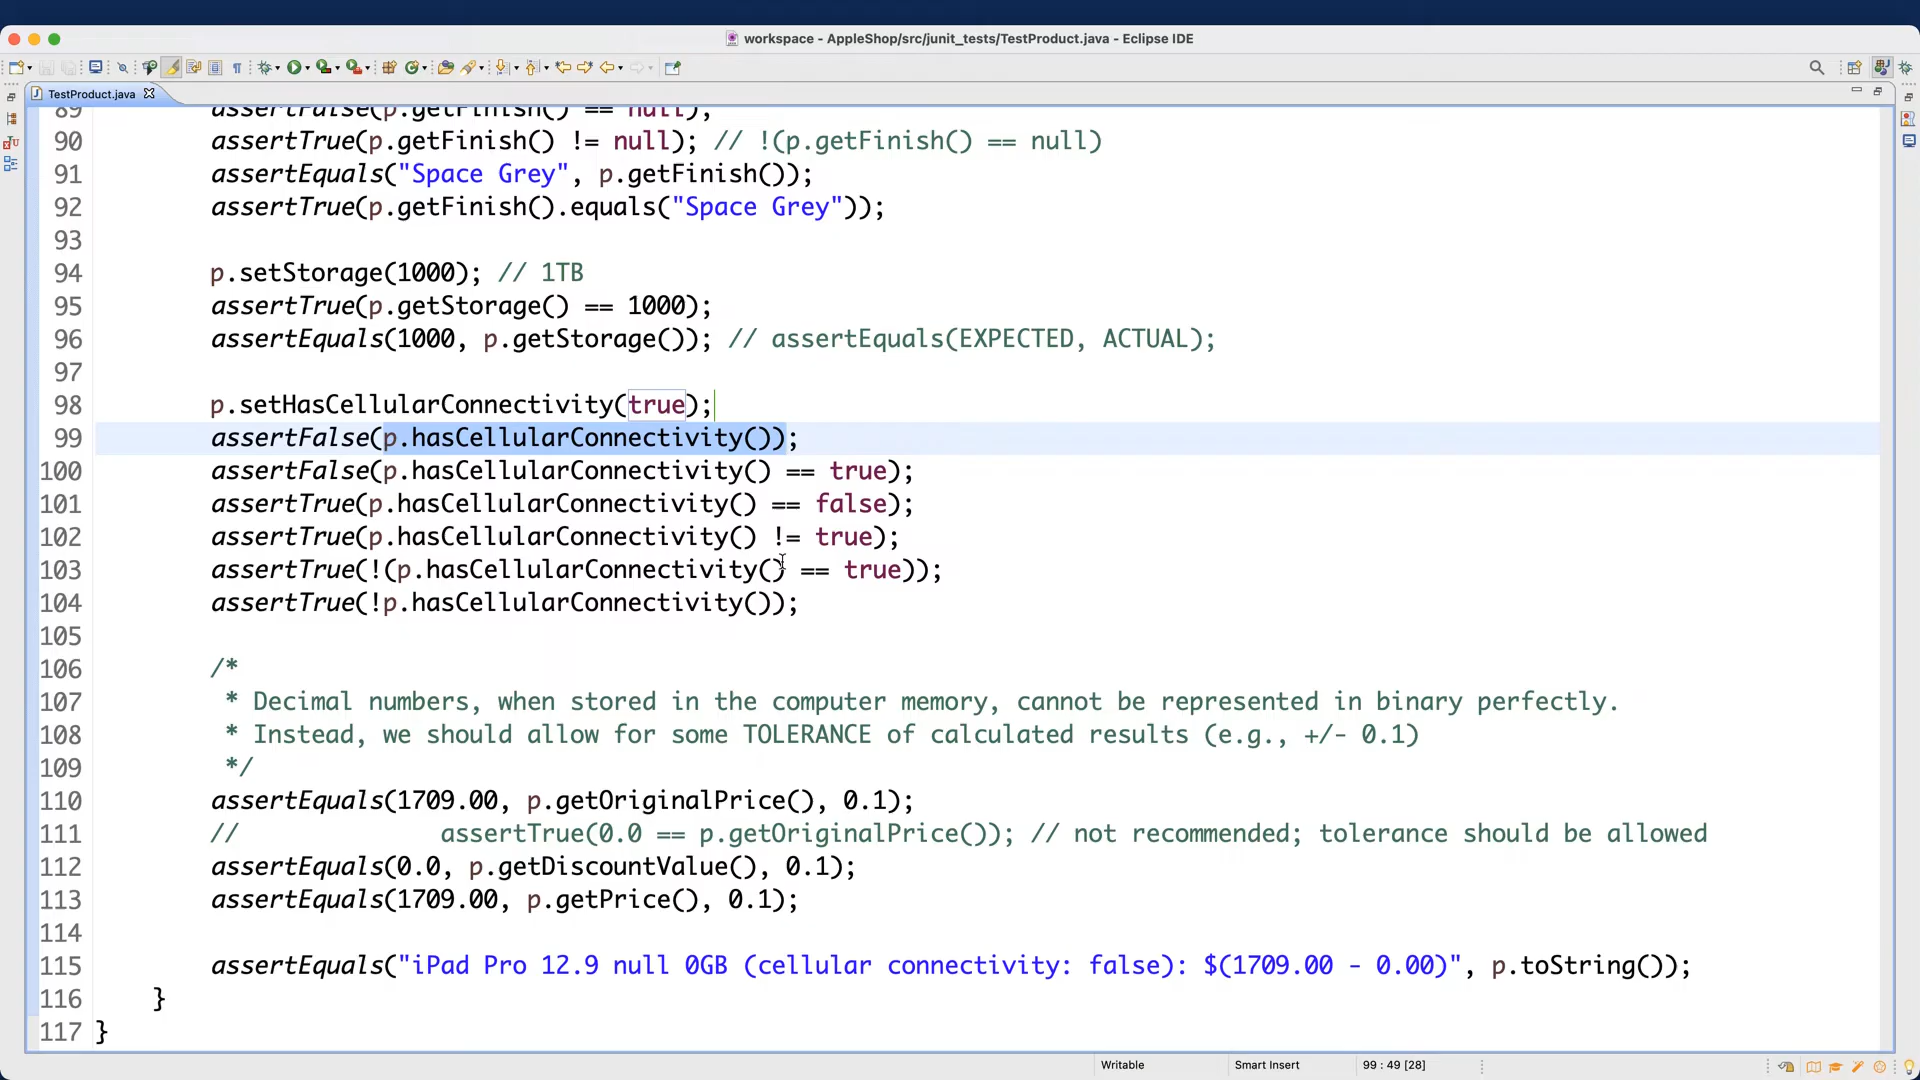 workspace - AppleShop/src/junit_tests/TestProduct.java - Eclipse IDE
TestProduct.java
89 assertFalse(p.getFinish() == null);
90 assertTrue(p.getFinish() != null); // !(p.getFinish() == null)
91 assertEquals("Space Grey", p.getFinish());
92 assertTrue(p.getFinish().equals("Space Grey"));
93
94 p.setStorage(1000); // 1TB
95 assertTrue(p.getStorage() == 1000);
96 assertEquals(1000, p.getStorage()); // assertEquals(EXPECTED, ACTUAL);
97
98 p.setHasCellularConnectivity(true);
99 assertFalse(p.hasCellularConnectivity());
100 assertFalse(p.hasCellularConnectivity() == true);
101 assertTrue(p.hasCellularConnectivity() == false);
102 assertTrue(p.hasCellularConnectivity() != true);
103 assertTrue(!(p.hasCellularConnectivity() == true));
104 assertTrue(!p.hasCellularConnectivity());
105
106 /*
107 * Decimal numbers, when stored in the computer memory, cannot be represented in binary perfectly.
108 * Instead, we should allow for some TOLERANCE of calculated results (e.g., +/- 0.1)
109 */
110 assertEquals(1709.00, p.getOriginalPrice(), 0.1);
111 // assertTrue(0.0 == p.getOriginalPrice()); // not recommended; tolerance should be allowed
112 assertEquals(0.0, p.getDiscountValue(), 0.1);
113 assertEquals(1709.00, p.getPrice(), 0.1);
114
115 assertEquals("iPad Pro 12.9 null 0GB (cellular connectivity: false): $(1709.00 - 0.00)", p.toString());
116 }
117 }
Writable Smart Insert 99 : 49 [28]